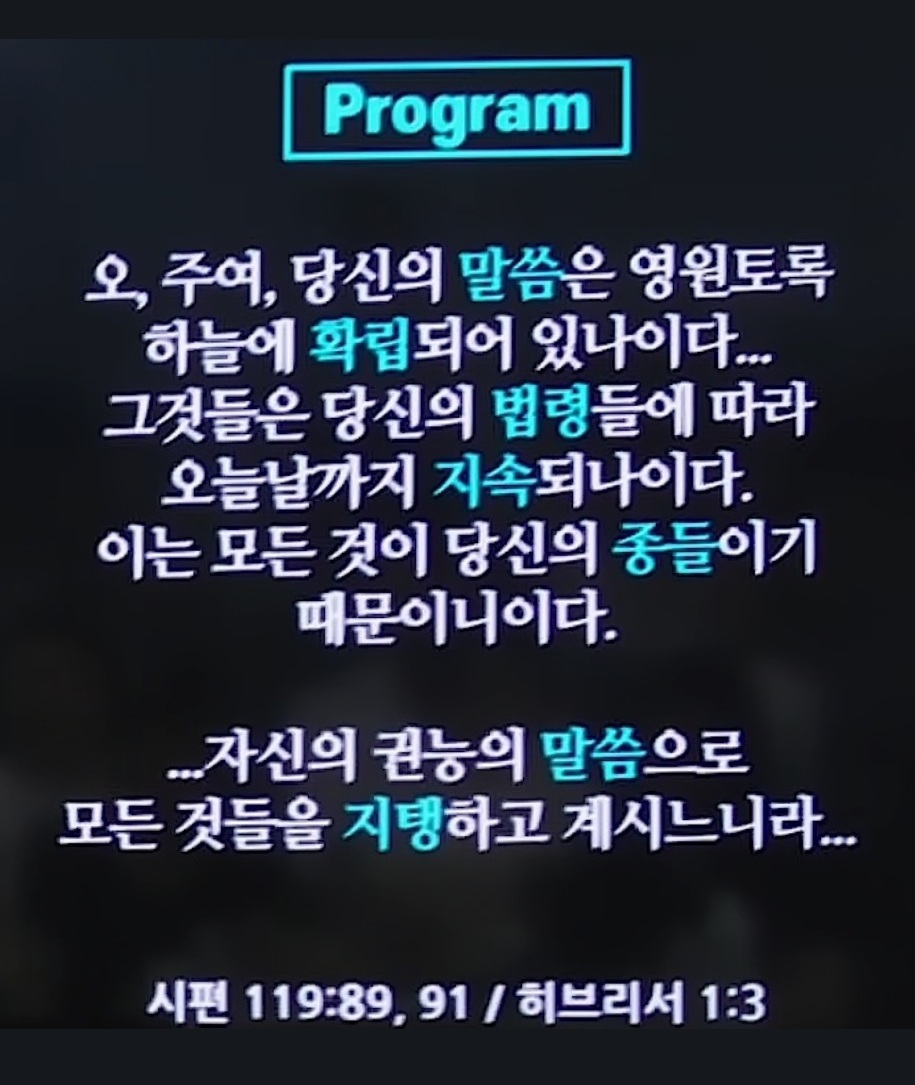 Program
오, 주여, 당신의 말씀은 영원토록
하늘에 확립되어 있나이다...
그것들은 당신의 법령들에 따라
오늘날까지 지속되나이다.
이는 모든 것이 당신의 종들이기
때문이니이다.
...자신의 권능의 말씀으로
모든 것들을 지탱하고 계시느니라...
시편 119:89, 91 / 히브리서 1:3